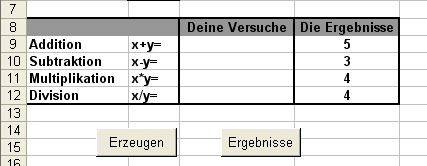 7
8 Deine Versuche Die Ergebnisse
9 Addition x+y= 5
10 Subtraktion x-y= 3
11 Multiplikation x*y= 4
12 Division x/y= 4
13
14 Erzeugen Ergebnisse
15
16